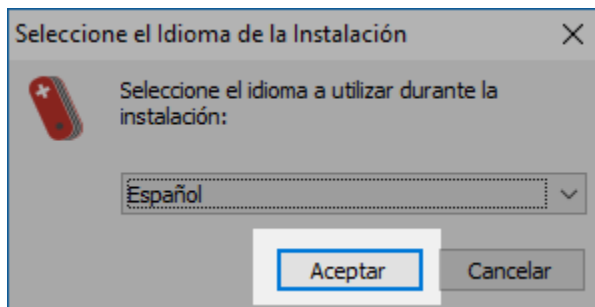 Seleccione el Idioma de la Instalación
Seleccione el idioma a utilizar durante la
instalación:
Español
Aceptar
Cancelar